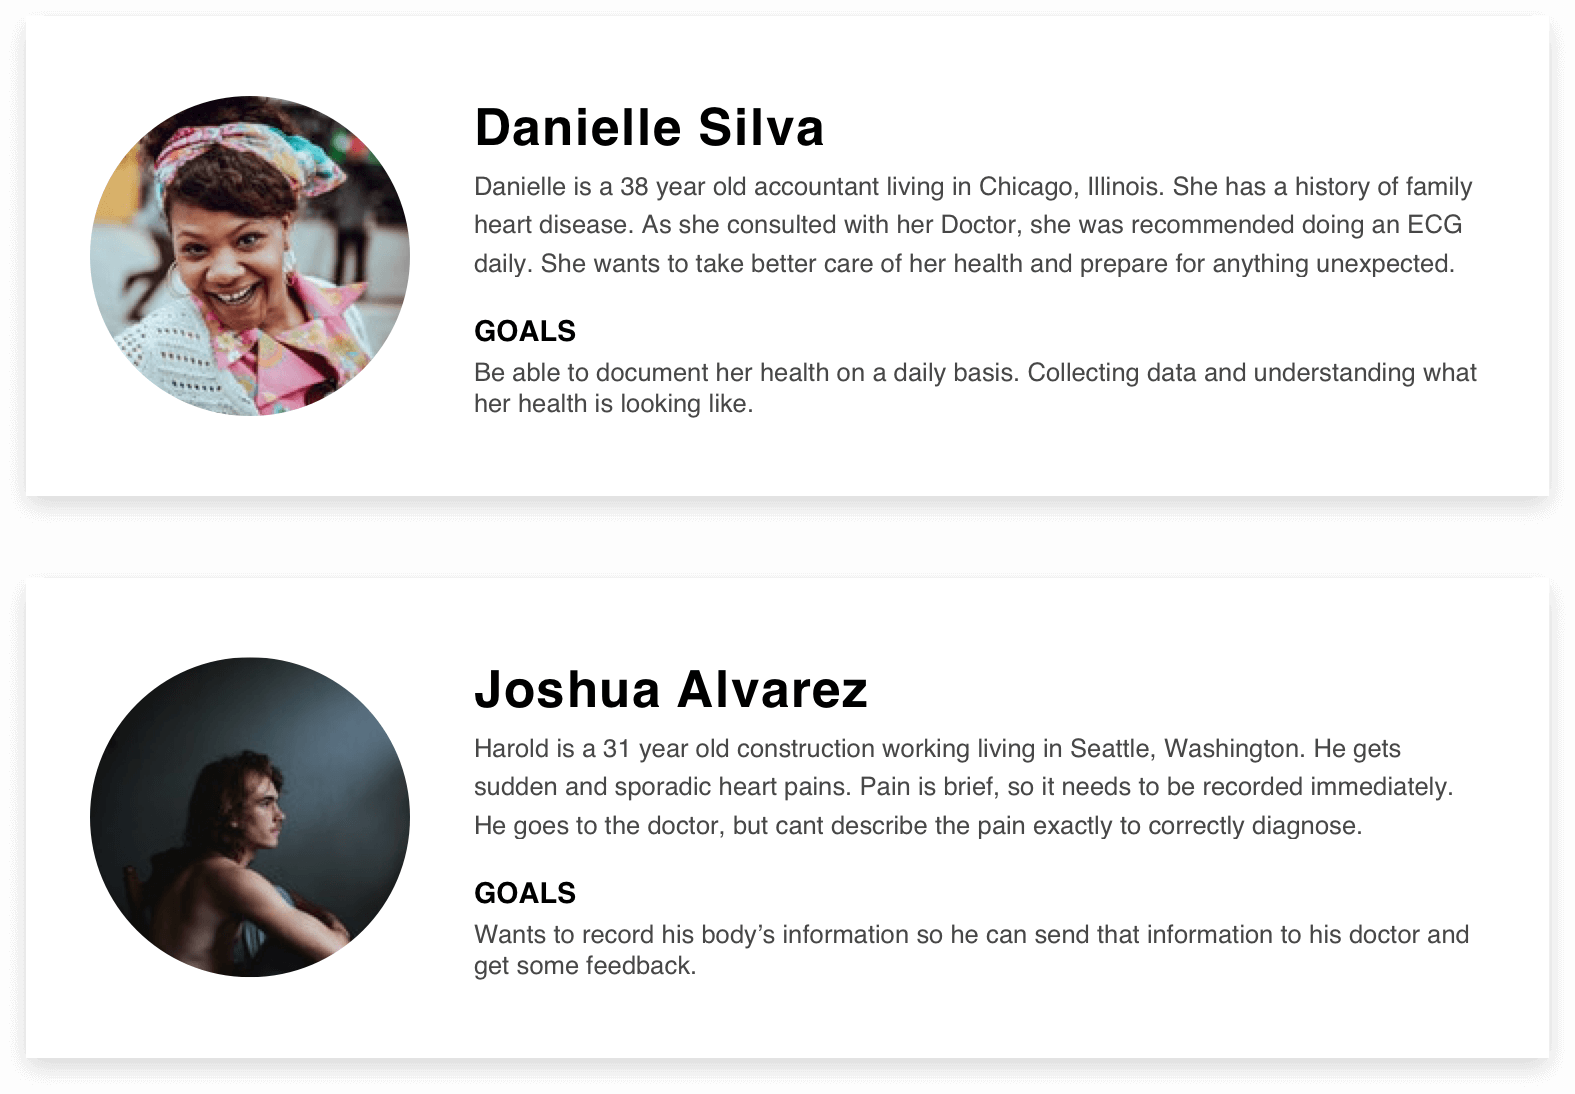 Danielle Silva
Danielle is a 38 year old accountant living in Chicago, Illinois. She has a history of family
heart disease. As she consulted with her Doctor, she was recommended doing an ECG
daily. She wants to take better care of her health and prepare for anything unexpected.
GOALS
Be able to document her health on a daily basis. Collecting data and understanding what
her health is looking like.
Joshua Alvarez
Harold is a 31 year old construction working living in Seattle, Washington. He gets
sudden and sporadic heart pains. Pain is brief, so it needs to be recorded immediately.
He goes to the doctor, but cant describe the pain exactly to correctly diagnose.
GOALS
Wants to record his body’s information so he can send that information to his doctor and
get some feedback.